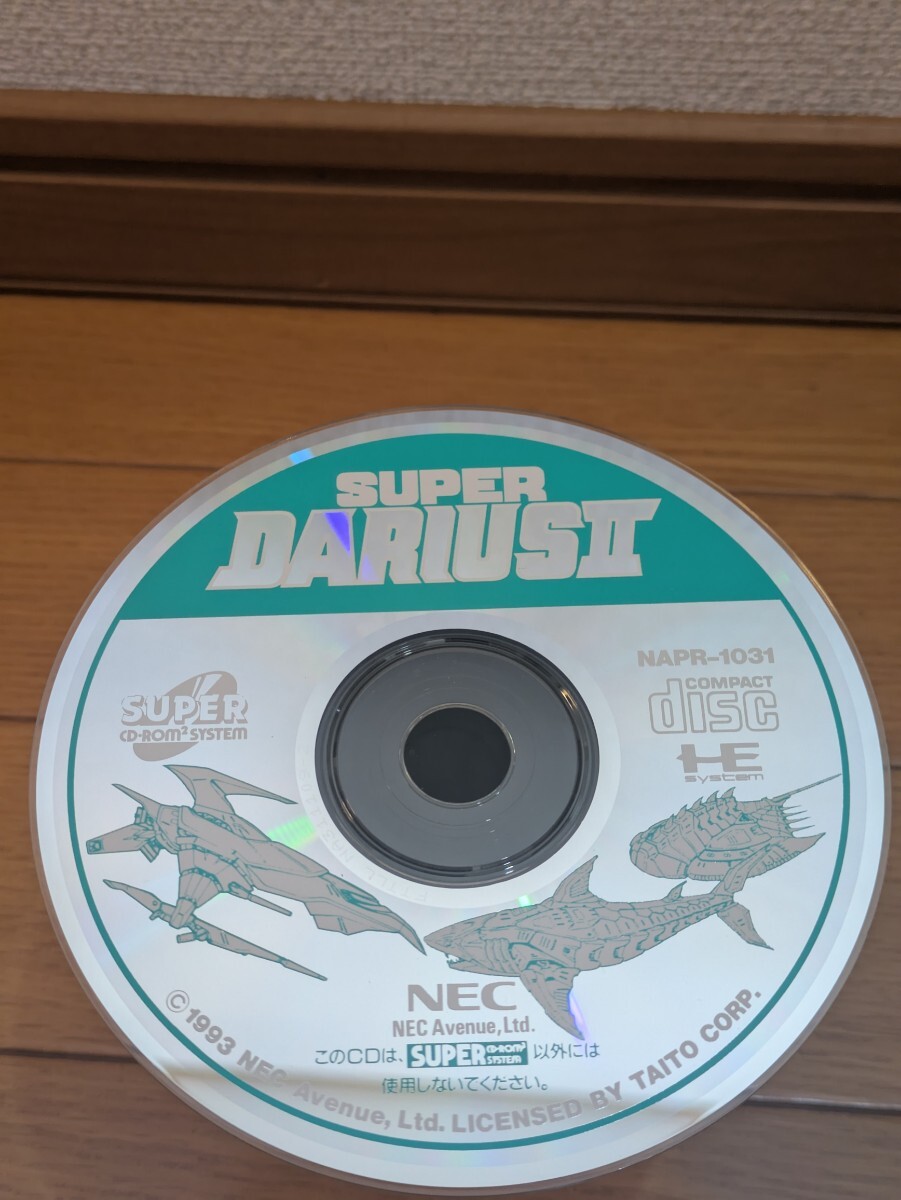 SUPER
DARIUS II
NAPR-1031
COMPACT
disc
SUPER
CD-ROM² SYSTEM
HE
system
NEC
NEC Avenue, Ltd.
このCDは、SUPER CD-ROM² SYSTEM 以外には
使用しないでください。
©1993 NEC Avenue, Ltd. LICENSED BY TAITO CORP.